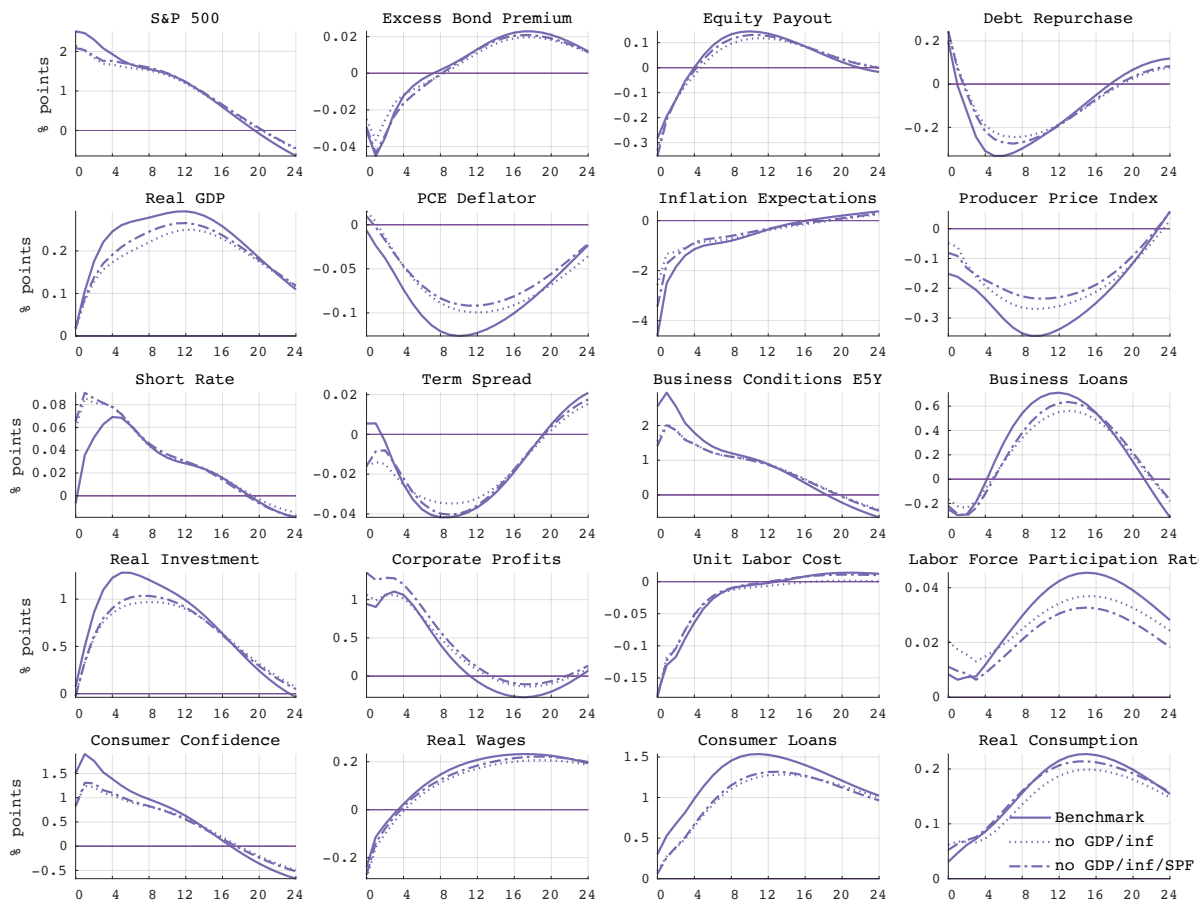 S&P 500 Excess Bond Premium Equity Payout Debt Repurchase
% points
2 1 0
0.02 0 −0.02 −0.04
0.1 0 −0.1 −0.2 −0.3
0.2 0 −0.2
0 4 8 12 16 20 24 0 4 8 12 16 20 24 0 4 8 12 16 20 24 0 4 8 12 16 20 24
Real GDP PCE Deflator Inflation Expectations Producer Price Index
% points
0.2 0.1 0
0 −0.05 −0.1
0 −2 −4
0 −0.1 −0.2 −0.3
0 4 8 12 16 20 24 0 4 8 12 16 20 24 0 4 8 12 16 20 24 0 4 8 12 16 20 24
Short Rate Term Spread Business Conditions E5Y Business Loans
% points
0.08 0.06 0.04 0.02 0
0.02 0 −0.02 −0.04
2 1 0
0.6 0.4 0.2 0 −0.2
0 4 8 12 16 20 24 0 4 8 12 16 20 24 0 4 8 12 16 20 24 0 4 8 12 16 20 24
Real Investment Corporate Profits Unit Labor Cost Labor Force Participation Rat
% points
1 0.5 0
1 0.5 0
0 −0.05 −0.1 −0.15
0.04 0.02 0
0 4 8 12 16 20 24 0 4 8 12 16 20 24 0 4 8 12 16 20 24 0 4 8 12 16 20 24
Consumer Confidence Real Wages Consumer Loans Real Consumption
% points
1.5 1 0.5 0 −0.5
0.2 0 −0.2
1.5 1 0.5 0
0.2 0.1 0
Benchmark
no GDP/inf
no GDP/inf/SPF
0 4 8 12 16 20 24 0 4 8 12 16 20 24 0 4 8 12 16 20 24 0 4 8 12 16 20 24